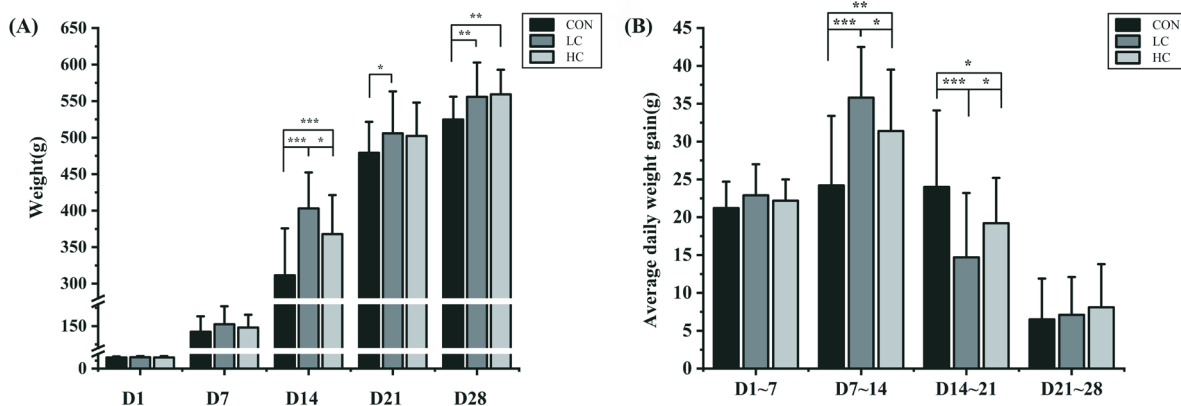 (A)
Weight(g)
650
600
550
500
450
400
350
300
150
0
D1 D7 D14 D21 D28
***
*** *
*
**
**
CON
LC
HC
(B)
Average daily weight gain(g)
45
40
35
30
25
20
15
10
5
0
D1~7 D7~14 D14~21 D21~28
**
*** *
*
*** *
CON
LC
HC